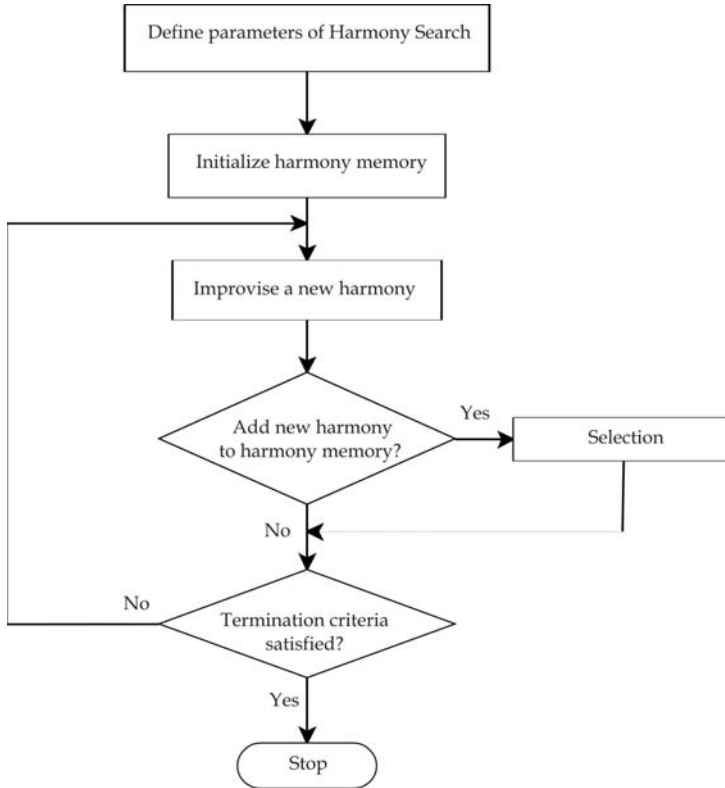 Define parameters of Harmony Search
Initialize harmony memory
Improvise a new harmony
Add new harmony
to harmony memory?
Yes
Selection
No
Termination criteria
satisfied?
No
Yes
Stop